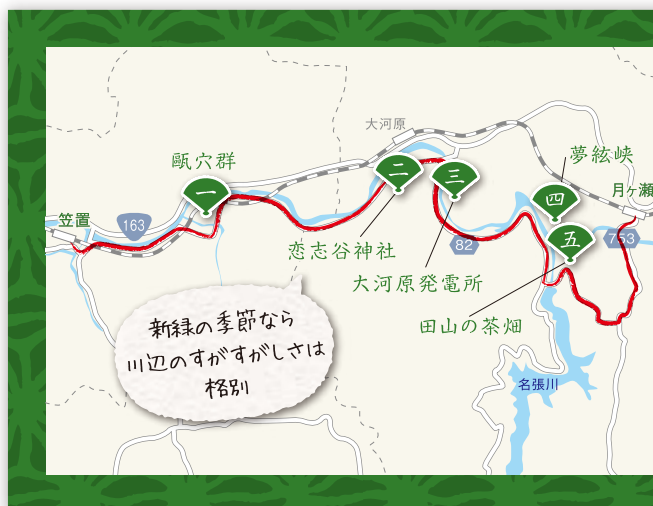 大河原
甌穴群
夢絃峡
月ヶ瀬
笠置
163
一
二
三
四
五
82
753
恋志谷神社
大河原発電所
田山の茶畑
新緑の季節なら
川辺のすがすがしさは
格別
名張川